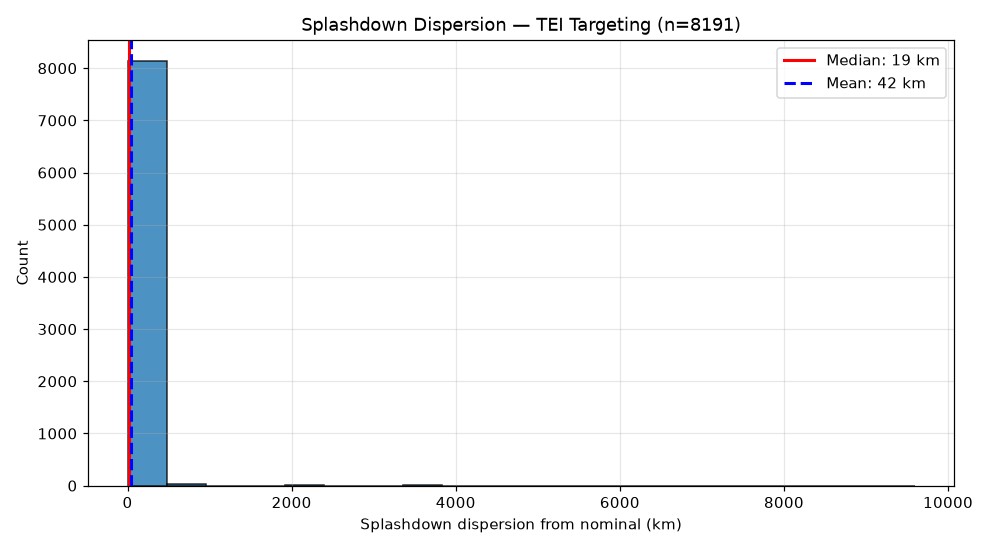 Splashdown Dispersion — TEI Targeting (n=8191)
Median: 19 km
Mean: 42 km
8000
7000
6000
5000
4000
3000
2000
1000
0
Count
0 2000 4000 6000 8000 10000
Splashdown dispersion from nominal (km)